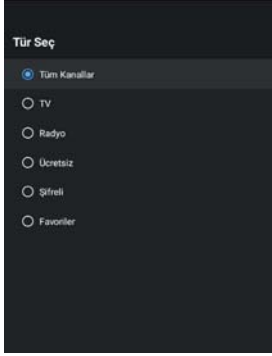 Tür Seç
Tüm Kanallar
TV
Radyo
Ücretsiz
Şifreli
Favoriler